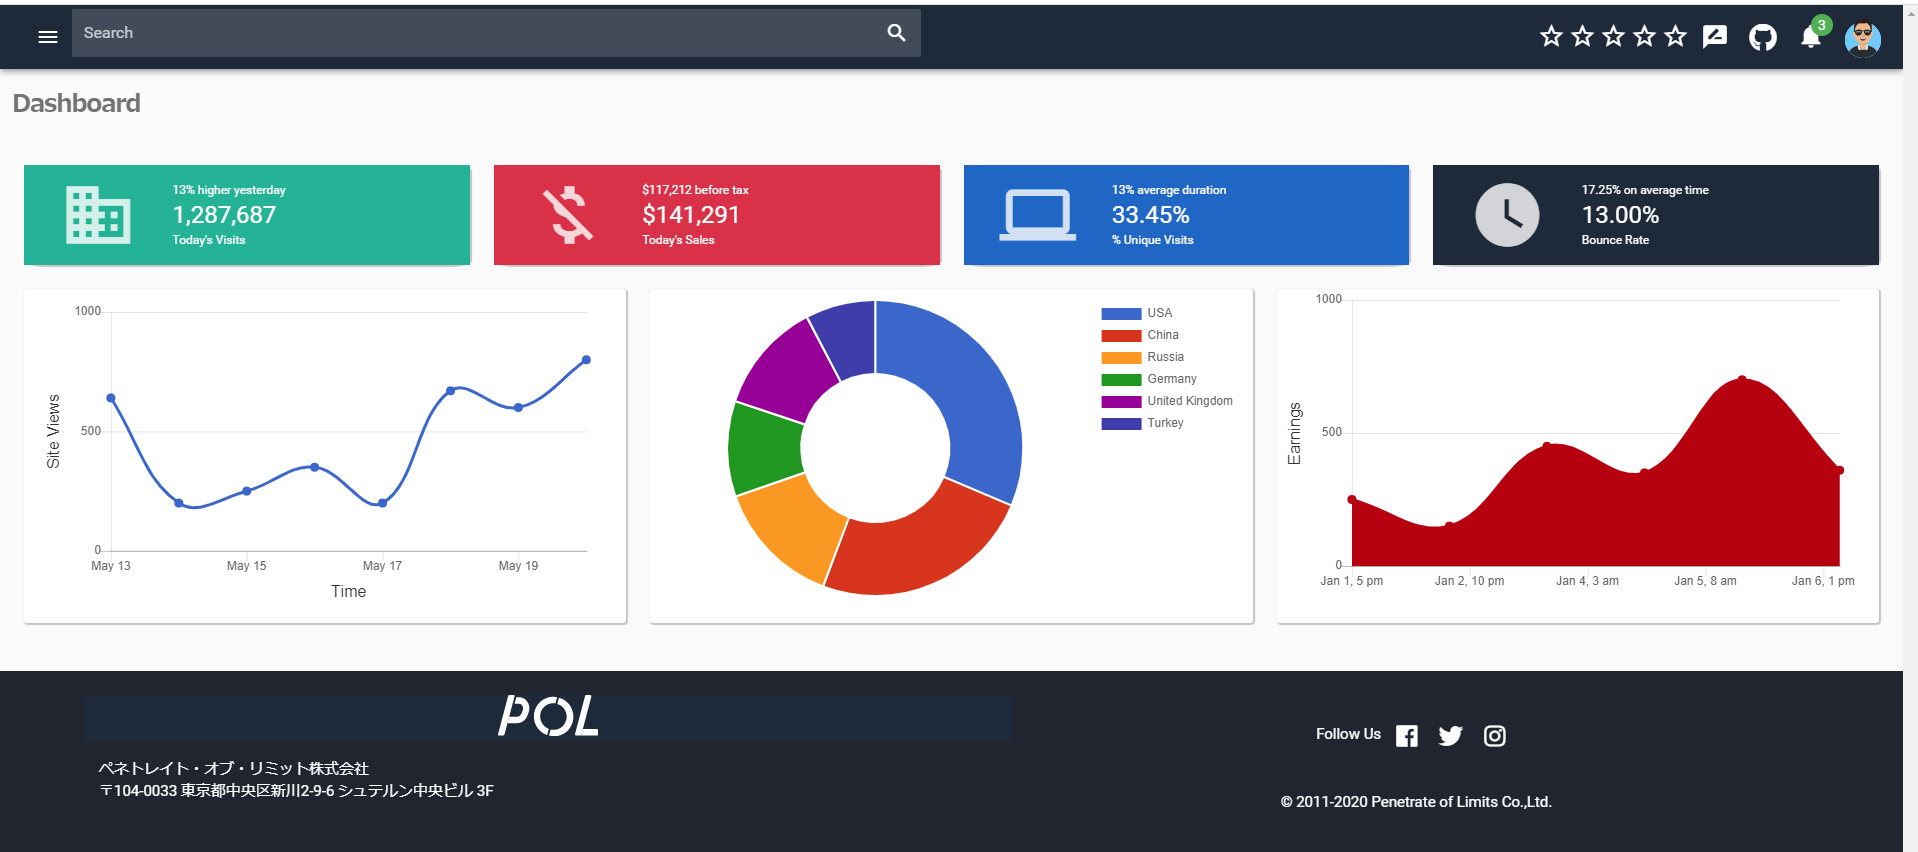 Search
3
Dashboard
13% higher yesterday
1,287,687
Today's Visits
$117,212 before tax
$141,291
Today's Sales
13% average duration
33.45%
% Unique Visits
17.25% on average time
13.00%
Bounce Rate
1000
500
0
Site Views
May 13
May 15
May 17
May 19
Time
USA
China
Russia
Germany
United Kingdom
Turkey
1000
500
0
Earnings
Jan 1, 5 pm
Jan 2, 10 pm
Jan 4, 3 am
Jan 5, 8 am
Jan 6, 1 pm
POL
ペネトレイト・オブ・リミット株式会社
〒104-0033 東京都中央区新川2-9-6 シュテルン中央ビル 3F
Follow Us
© 2011-2020 Penetrate of Limits Co.,Ltd.